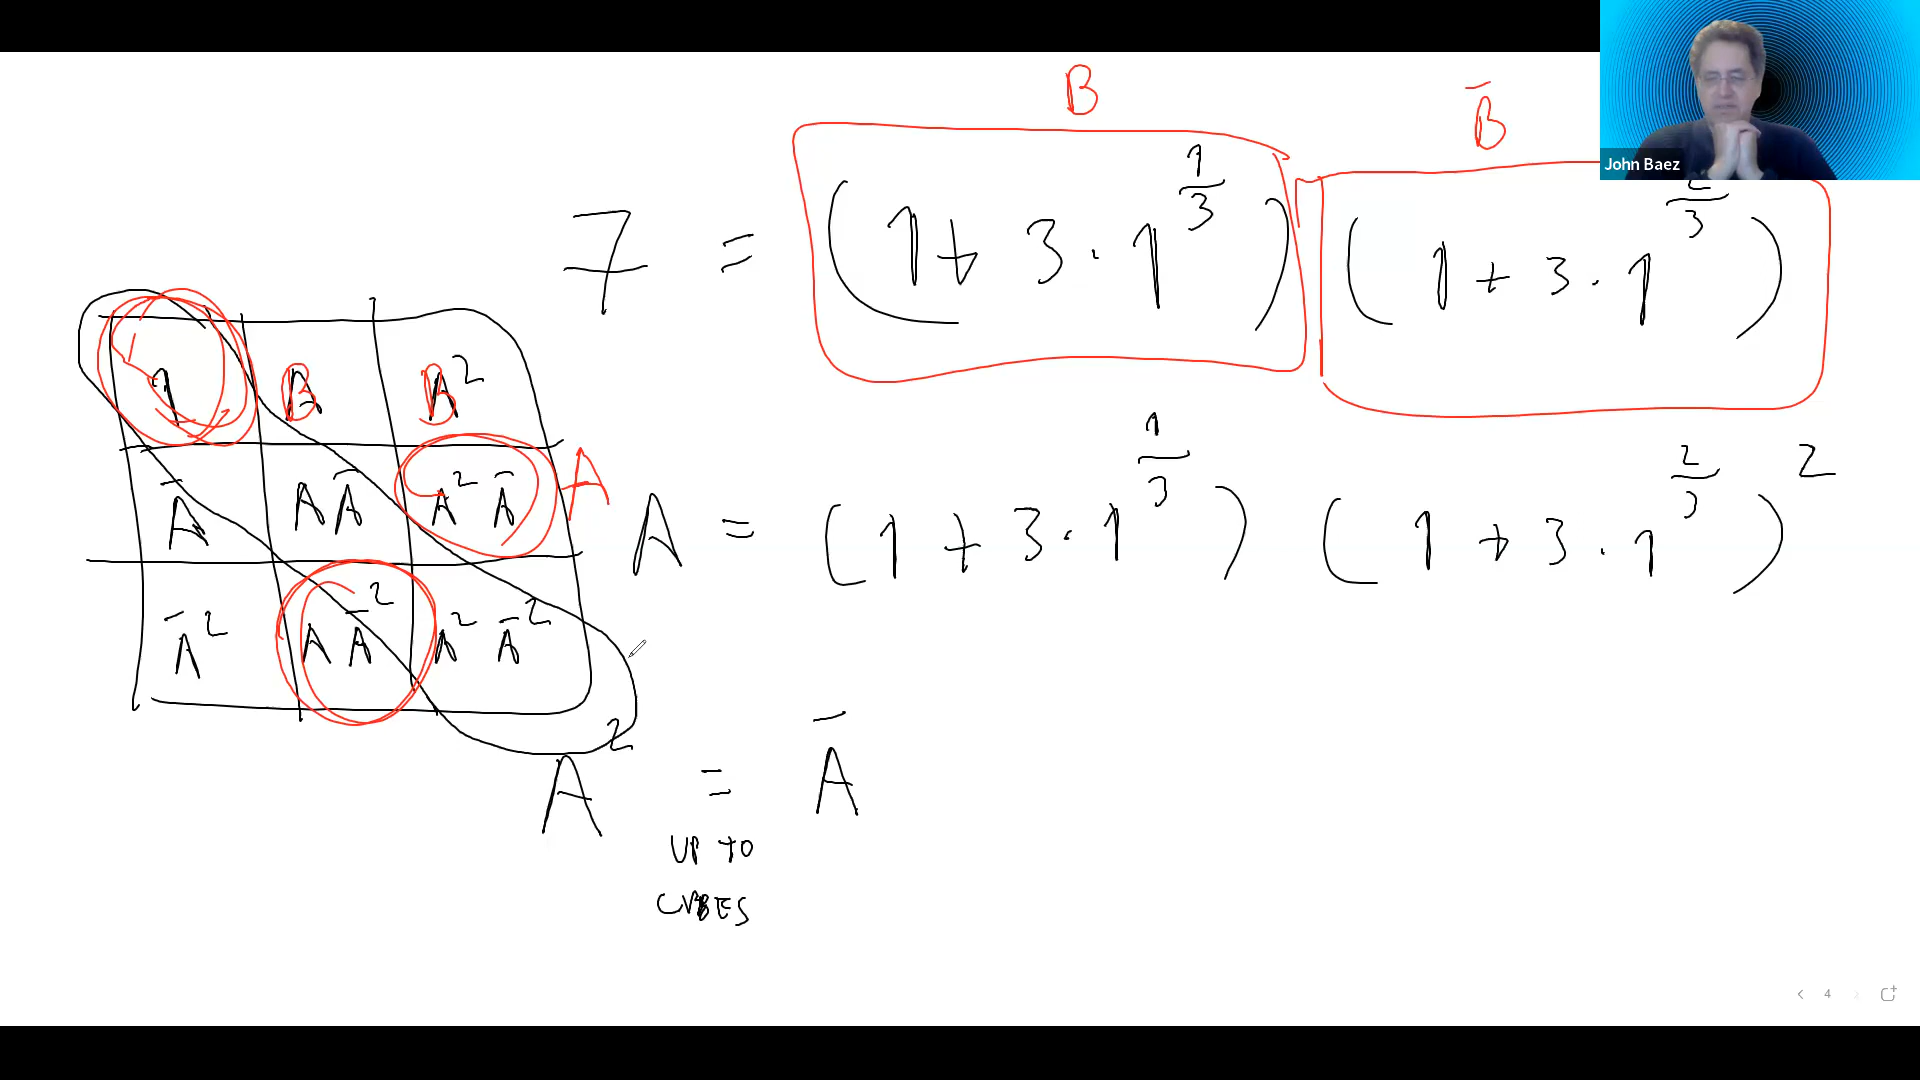 B
B̄
John Baez
7 = (1 + 3 · 1^{1/3}) (1 + 3 · 1^{2/3})
1 B B²
Ā AĀ A²Ā A
Ā² AĀ² A²Ā²
A = (1 + 3 · 1^{1/3}) (1 + 3 · 1^{2/3})²
A² = Ā
UP TO
CUBES
4